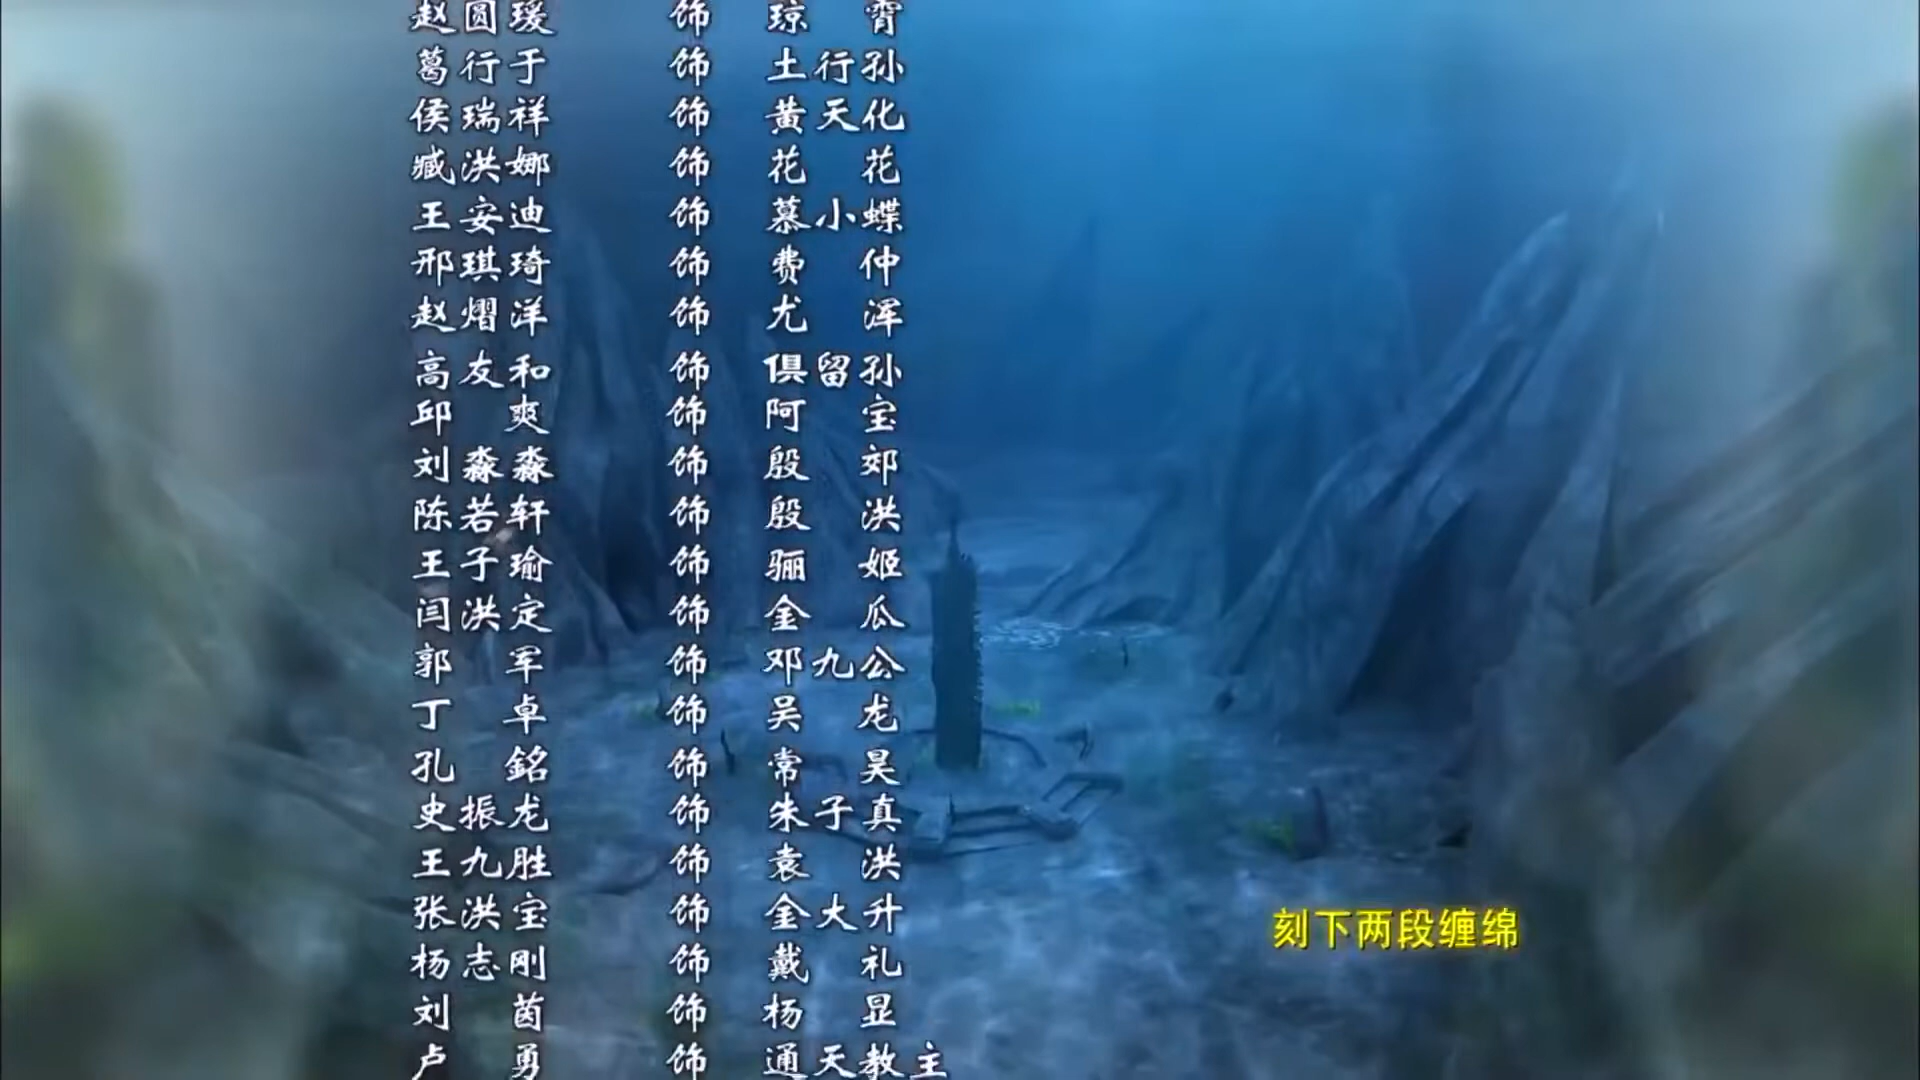 赵圆瑗 饰 琼霄
葛行于 饰 土行孙
侯瑞祥 饰 黄天化
臧洪娜 饰 花花
王安迪 饰 慕小蝶
邢琪琦 饰 费仲
赵熠洋 饰 尤浑
高友和 饰 俱留孙
邱爽 饰 阿宝
刘淼淼 饰 殷郊
陈若轩 饰 殷洪
王子瑜 饰 骊姬
闫洪定 饰 金瓜
郭军 饰 邓九公
丁卓 饰 吴龙
孔銘 饰 常昊
史振龙 饰 朱子真
王九胜 饰 袁洪
张洪宝 饰 金大升
杨志刚 饰 戴礼
刘茵 饰 杨显
卢勇 饰 通天教主
刻下两段缠绵